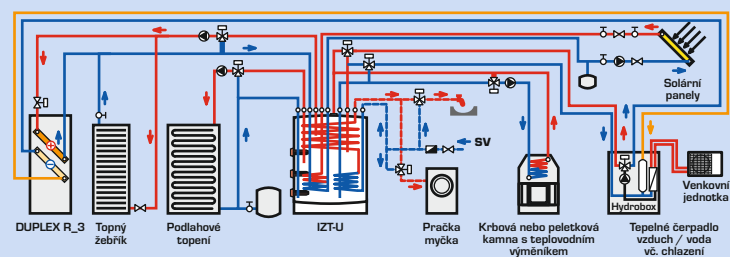 Solární
panely
SV
Hydrobox
DUPLEX R_3
Topný
žebřík
Podlahové
topení
IZT-U
Pračka
myčka
Krbová nebo peletková
kamna s teplovodním
výměníkem
Tepelné čerpadlo
vzduch / voda
vč. chlazení
Venkovní
jednotka